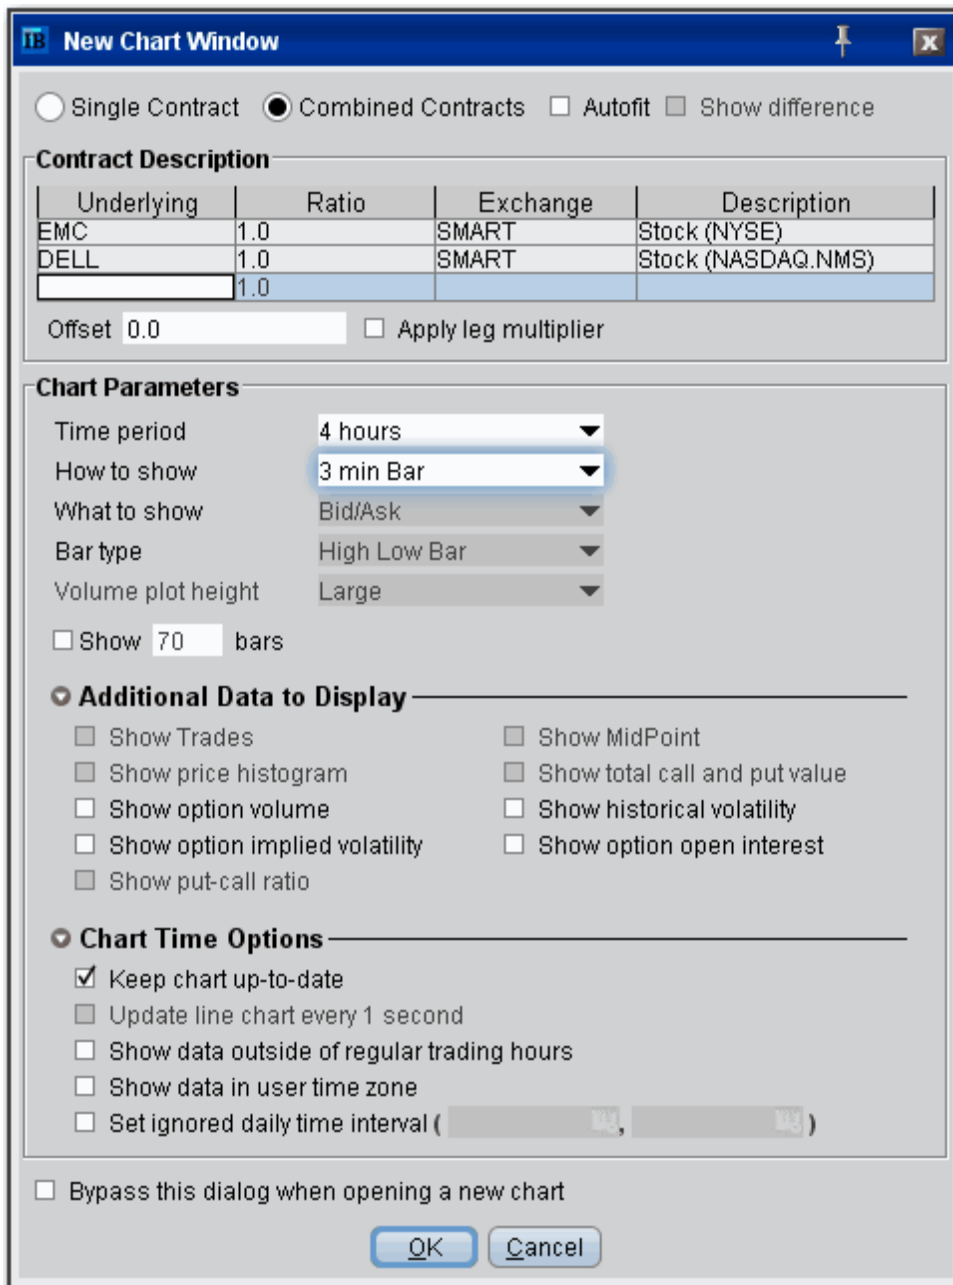 IB New Chart Window
Single Contract Combined Contracts Autofit Show difference
Contract Description
Underlying Ratio Exchange Description
EMC 1.0 SMART Stock (NYSE)
DELL 1.0 SMART Stock (NASDAQ.NMS)
1.0
Offset 0.0 Apply leg multiplier
Chart Parameters
Time period 4 hours
How to show 3 min Bar
What to show Bid/Ask
Bar type High Low Bar
Volume plot height Large
Show 70 bars
Additional Data to Display
Show Trades Show MidPoint
Show price histogram Show total call and put value
Show option volume Show historical volatility
Show option implied volatility Show option open interest
Show put-call ratio
Chart Time Options
Keep chart up-to-date
Update line chart every 1 second
Show data outside of regular trading hours
Show data in user time zone
Set ignored daily time interval ( , )
Bypass this dialog when opening a new chart
OK Cancel